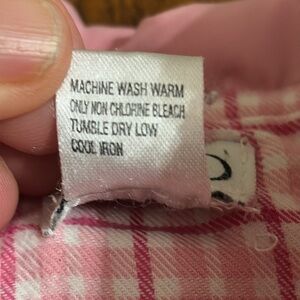 MACHINE WASH WARM
ONLY NON CHLORINE BLEACH
TUMBLE DRY LOW
COOL IRON